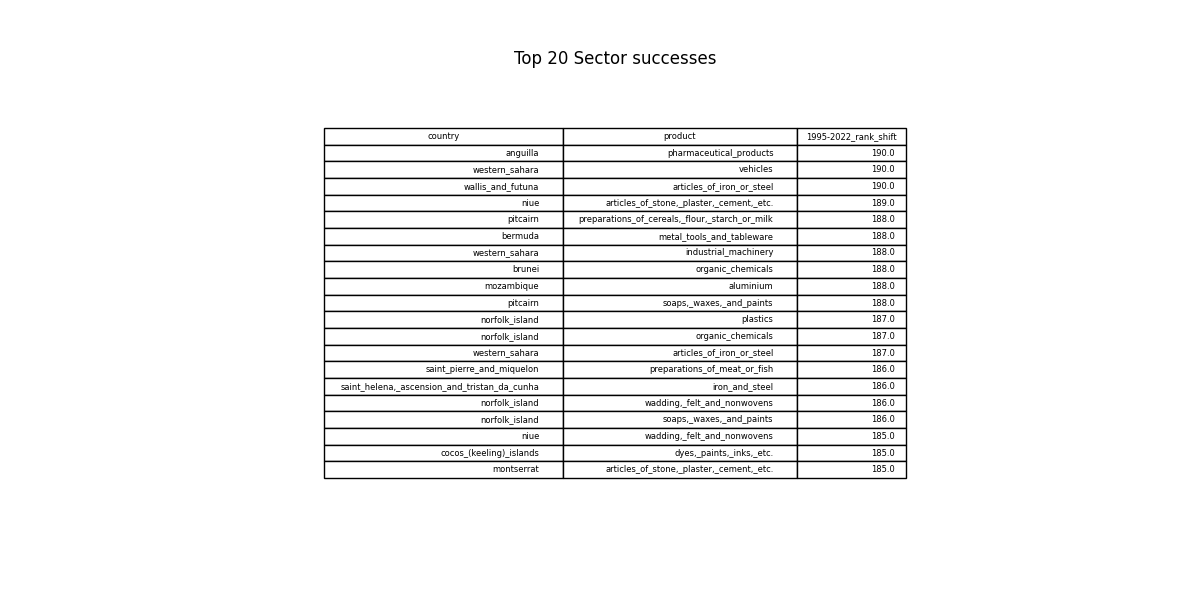 Top 20 Sector successes
country product 1995-2022_rank_shift
anguilla pharmaceutical_products 190.0
western_sahara vehicles 190.0
wallis_and_futuna articles_of_iron_or_steel 190.0
niue articles_of_stone,_plaster,_cement,_etc. 189.0
pitcairn preparations_of_cereals,_flour,_starch_or_milk 188.0
bermuda metal_tools_and_tableware 188.0
western_sahara industrial_machinery 188.0
brunei organic_chemicals 188.0
mozambique aluminium 188.0
pitcairn soaps,_waxes,_and_paints 188.0
norfolk_island plastics 187.0
norfolk_island organic_chemicals 187.0
western_sahara articles_of_iron_or_steel 187.0
saint_pierre_and_miquelon preparations_of_meat_or_fish 186.0
saint_helena,_ascension_and_tristan_da_cunha iron_and_steel 186.0
norfolk_island wadding,_felt_and_nonwovens 186.0
norfolk_island soaps,_waxes,_and_paints 186.0
niue wadding,_felt_and_nonwovens 185.0
cocos_(keeling)_islands dyes,_paints,_inks,_etc. 185.0
montserrat articles_of_stone,_plaster,_cement,_etc. 185.0